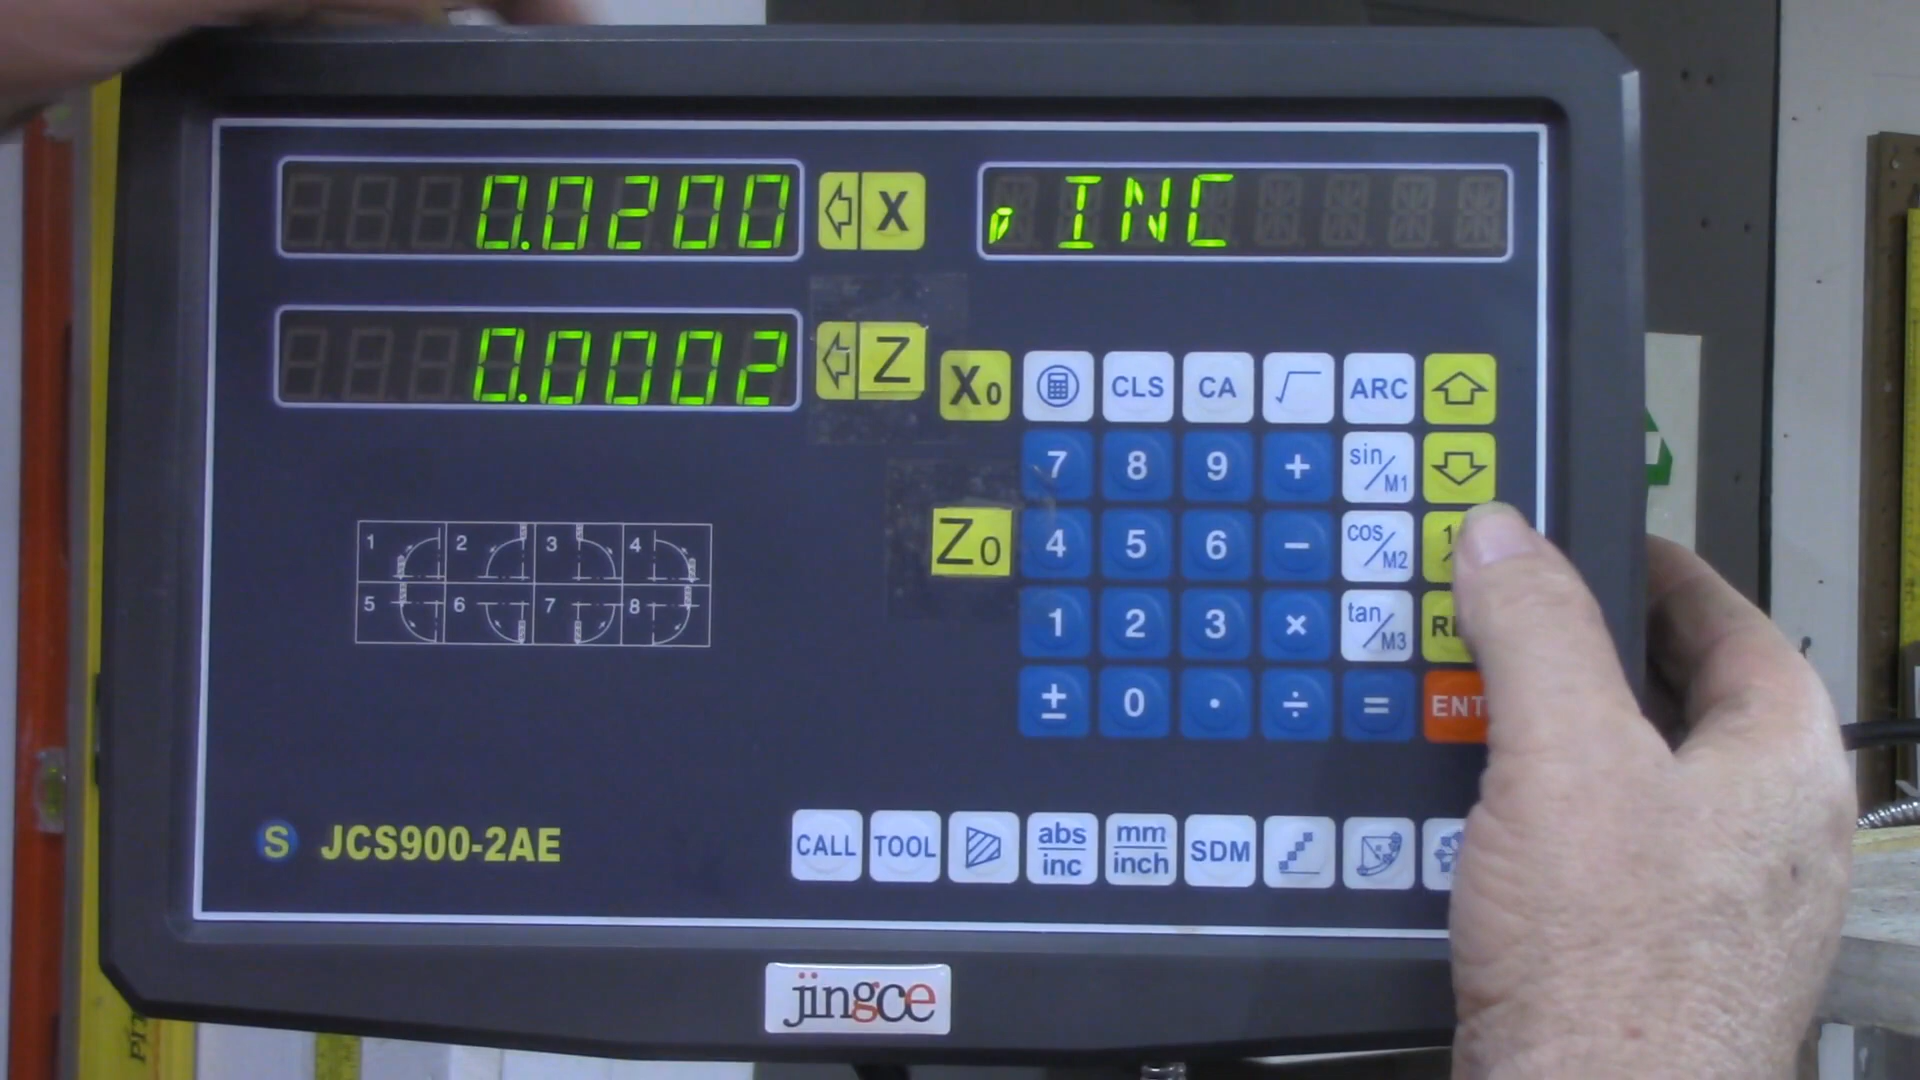 0.0200 X INC
0.0002 Z
X0 CLS CA √ ARC
7 8 9 + sin/M1
Z0 4 5 6 − cos/M2
1 2 3 × tan/M3
± 0 . ÷ =
1 2 3 4
5 6 7 8
S JCS900-2AE
CALL TOOL abs/inc mm/inch SDM
jingce